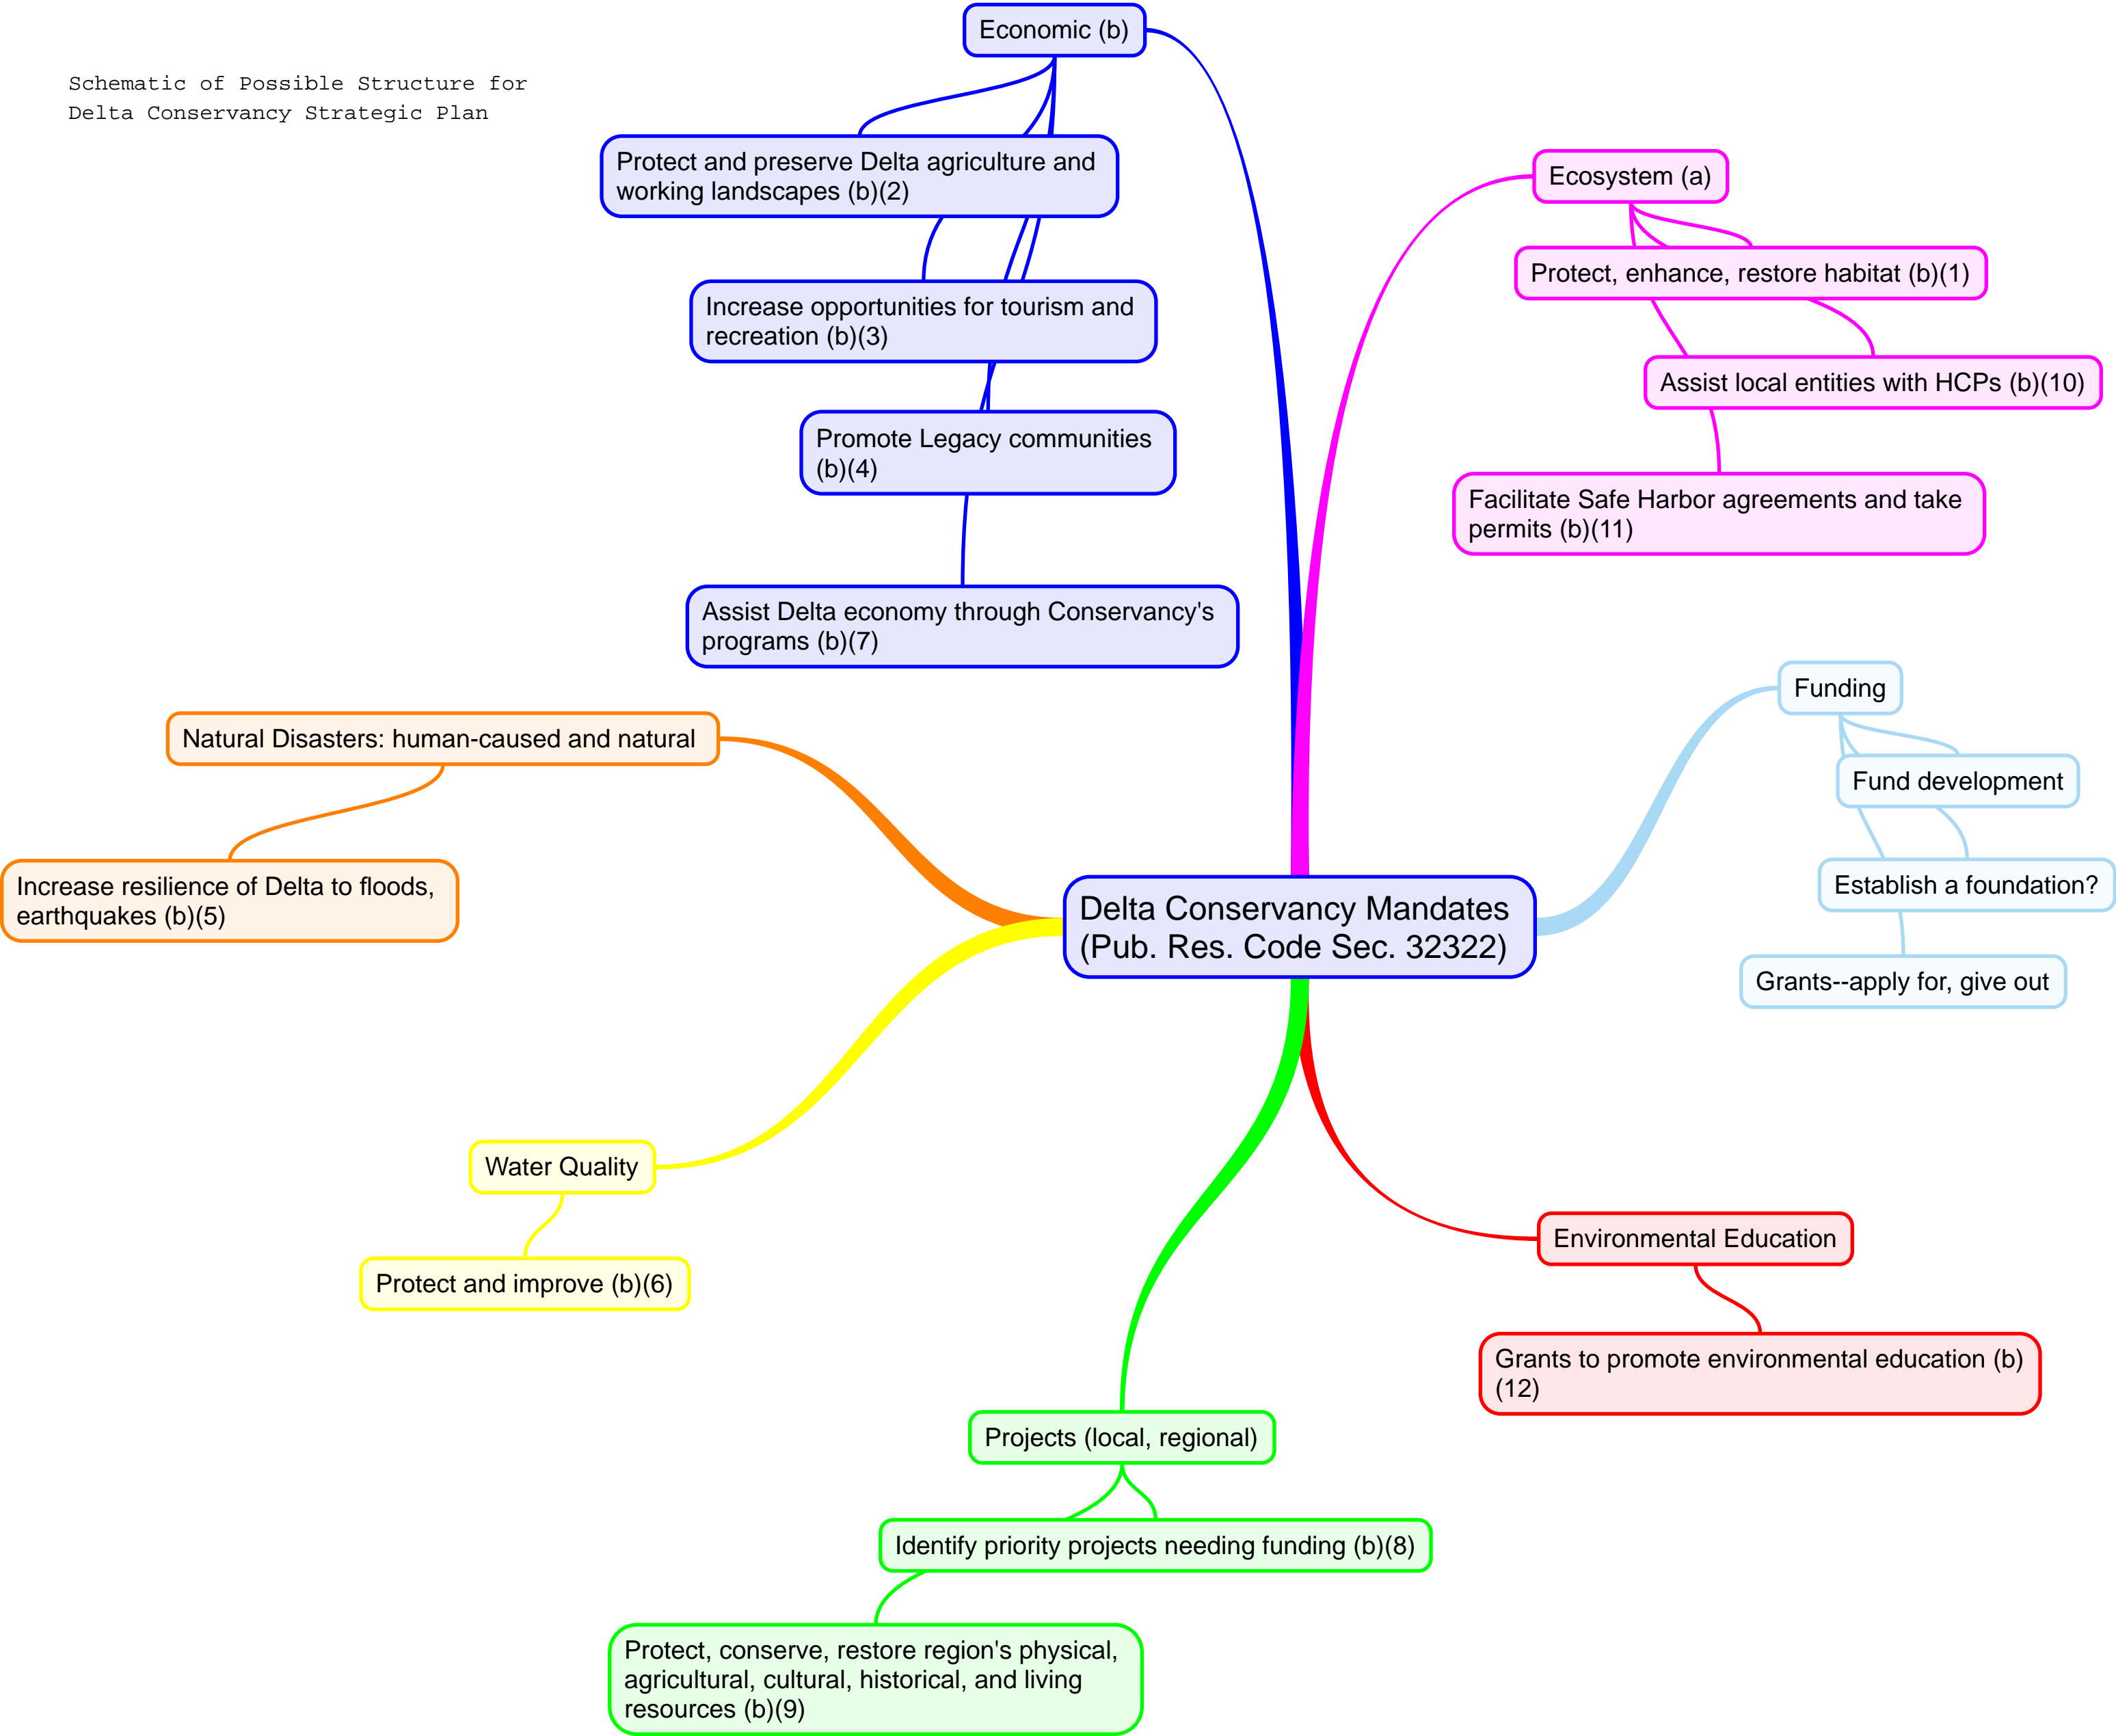 Schematic of Possible Structure for
Delta Conservancy Strategic Plan
Economic (b)
Protect and preserve Delta agriculture and
working landscapes (b)(2)
Increase opportunities for tourism and
recreation (b)(3)
Promote Legacy communities
(b)(4)
Assist Delta economy through Conservancy's
programs (b)(7)
Ecosystem (a)
Protect, enhance, restore habitat (b)(1)
Assist local entities with HCPs (b)(10)
Facilitate Safe Harbor agreements and take
permits (b)(11)
Funding
Fund development
Establish a foundation?
Grants--apply for, give out
Natural Disasters: human-caused and natural
Increase resilience of Delta to floods,
earthquakes (b)(5)
Delta Conservancy Mandates
(Pub. Res. Code Sec. 32322)
Water Quality
Protect and improve (b)(6)
Environmental Education
Grants to promote environmental education (b)
(12)
Projects (local, regional)
Identify priority projects needing funding (b)(8)
Protect, conserve, restore region's physical,
agricultural, cultural, historical, and living
resources (b)(9)